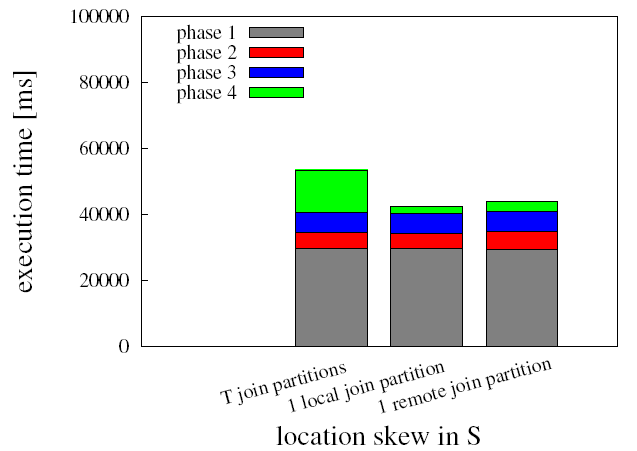 100000
80000
60000
40000
20000
0
execution time [ms]
phase 1
phase 2
phase 3
phase 4
T join partitions
1 local join partition
1 remote join partition
location skew in S